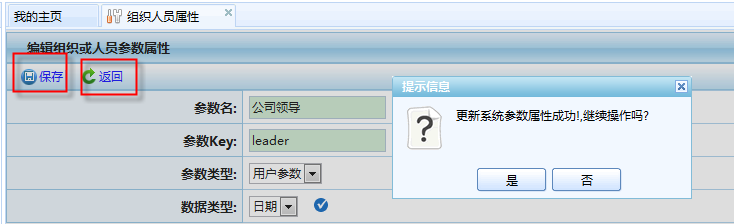 我的主页 组织人员属性
编辑组织或人员参数属性
保存 返回
参数名: 公司领导
参数Key: leader
参数类型: 用户参数
数据类型: 日期
提示信息
更新系统参数属性成功!,继续操作吗?
是 否